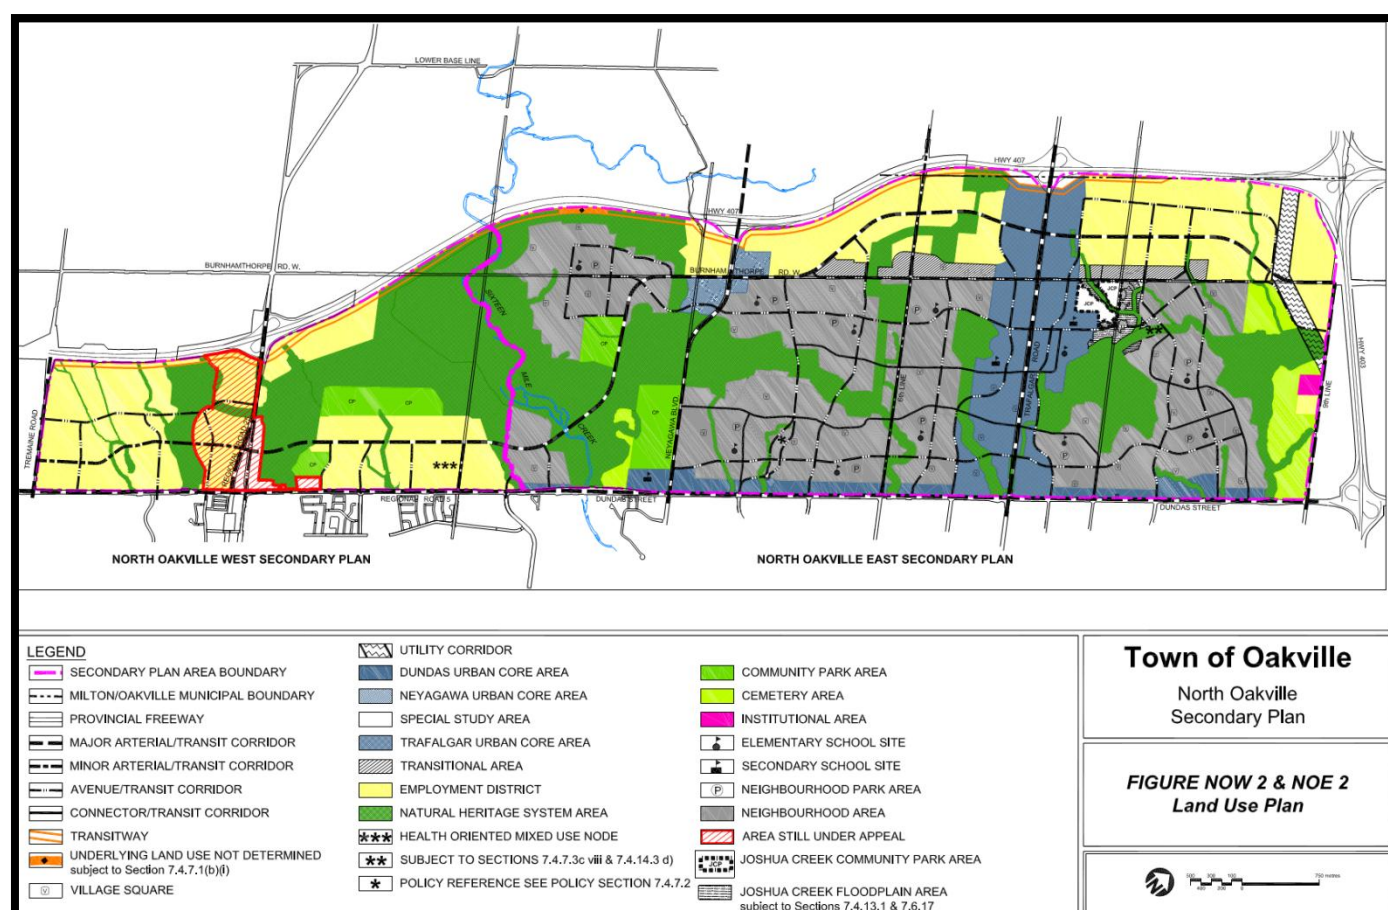 LOWER BASE LINE
HWY 407
HWY 407
BURNHAMTHORPE RD. W.
BURNHAMTHORPE RD. W.
SIXTEEN
MILE
CREEK
TREMAINE ROAD
NEYAGAWA BLVD.
TRAFALGAR ROAD
9th LINE
HWY 403
JCP
JCP
CP
CP
CP
CP
CP
***
**
*
REGIONAL ROAD 5
DUNDAS STREET
DUNDAS STREET
NORTH OAKVILLE WEST SECONDARY PLAN
NORTH OAKVILLE EAST SECONDARY PLAN
LEGEND
SECONDARY PLAN AREA BOUNDARY
MILTON/OAKVILLE MUNICIPAL BOUNDARY
PROVINCIAL FREEWAY
MAJOR ARTERIAL/TRANSIT CORRIDOR
MINOR ARTERIAL/TRANSIT CORRIDOR
AVENUE/TRANSIT CORRIDOR
CONNECTOR/TRANSIT CORRIDOR
TRANSITWAY
UNDERLYING LAND USE NOT DETERMINED
subject to Section 7.4.7.1(b)(i)
VILLAGE SQUARE
UTILITY CORRIDOR
DUNDAS URBAN CORE AREA
NEYAGAWA URBAN CORE AREA
SPECIAL STUDY AREA
TRAFALGAR URBAN CORE AREA
TRANSITIONAL AREA
EMPLOYMENT DISTRICT
NATURAL HERITAGE SYSTEM AREA
*** HEALTH ORIENTED MIXED USE NODE
** SUBJECT TO SECTIONS 7.4.7.3c viii & 7.4.14.3 d)
* POLICY REFERENCE SEE POLICY SECTION 7.4.7.2
COMMUNITY PARK AREA
CEMETERY AREA
INSTITUTIONAL AREA
ELEMENTARY SCHOOL SITE
SECONDARY SCHOOL SITE
P NEIGHBOURHOOD PARK AREA
NEIGHBOURHOOD AREA
AREA STILL UNDER APPEAL
JCP JOSHUA CREEK COMMUNITY PARK AREA
JOSHUA CREEK FLOODPLAIN AREA
subject to Sections 7.4.13.1 & 7.6.17
Town of Oakville
North Oakville
Secondary Plan
FIGURE NOW 2 & NOE 2
Land Use Plan
750 metres